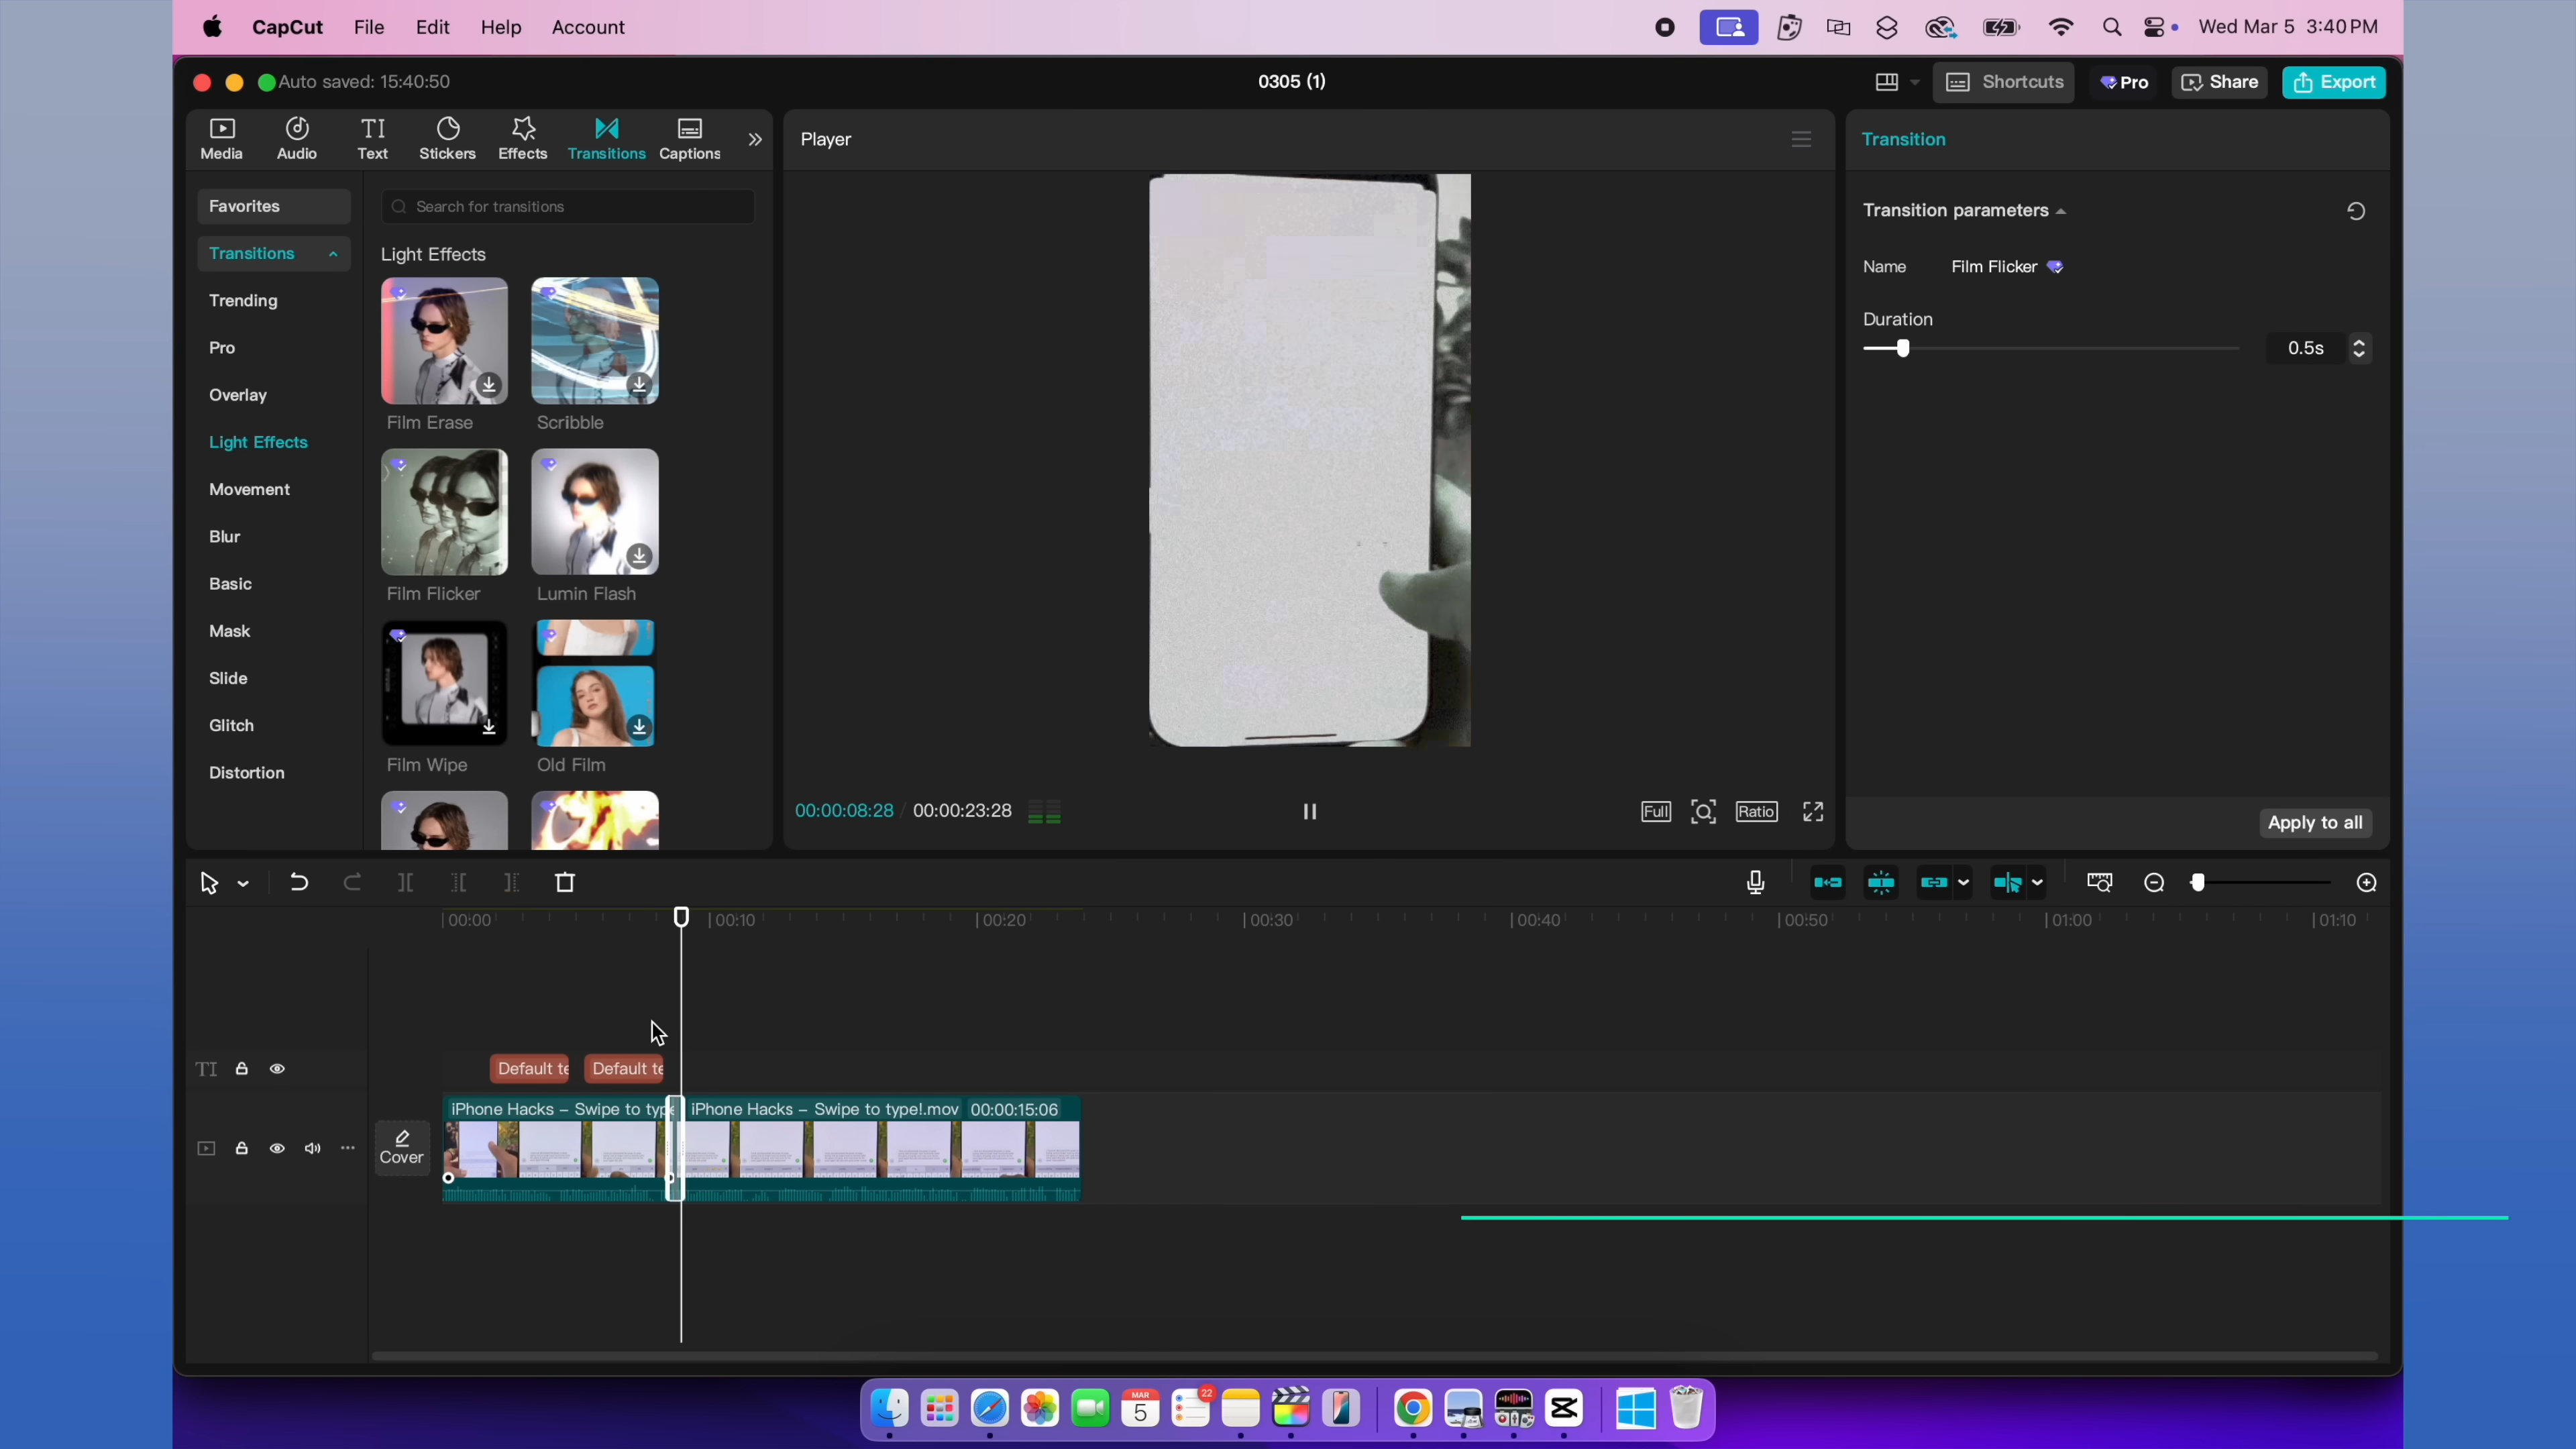 CapCut File Edit Help Account Wed Mar 5 3:40 PM
Auto saved: 15:40:50 0305 (1) Shortcuts Pro Share Export
Media Audio Text Stickers Effects Transitions Captions
Player
Transition
Favorites
Search for transitions
Transition parameters
Transitions
Light Effects
Name Film Flicker
Trending
Duration
Pro
0.5s
Overlay
Film Erase Scribble
Light Effects
Movement
Blur
Basic
Film Flicker Lumin Flash
Mask
Slide
Glitch
Film Wipe Old Film
Distortion
00:00:08:28 / 00:00:23:28 Full Ratio
Apply to all
00:00 00:10 00:20 00:30 00:40 00:50 01:00 01:10
TI Default te Default te
iPhone Hacks – Swipe to type iPhone Hacks – Swipe to type!.mov 00:00:15:06
Cover
MAR
5
22